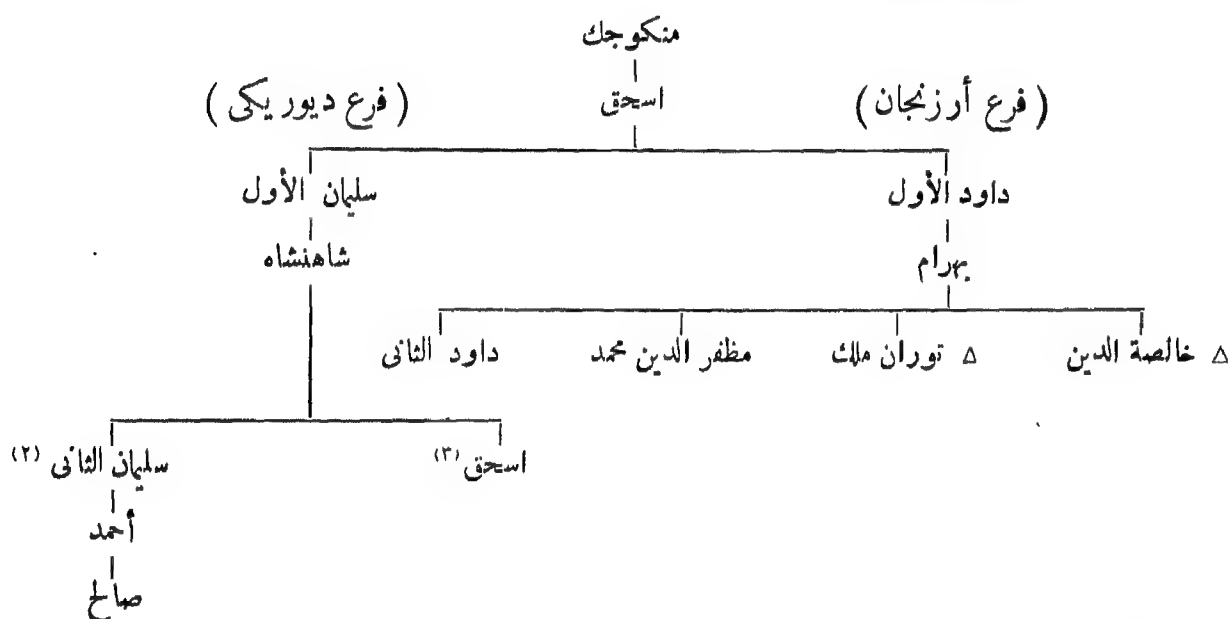 منكوجك
(فرع أرزنجان) اسحق (فرع ديوريكى)
داود الأول سليمان الأول
بهرام شاهنشاه
△ خالصة الدين △ توران ملك مظفر الدين محمد داود الثانى
اسحق (٣) سليمان الثانى (٢)
أحمد
صالح